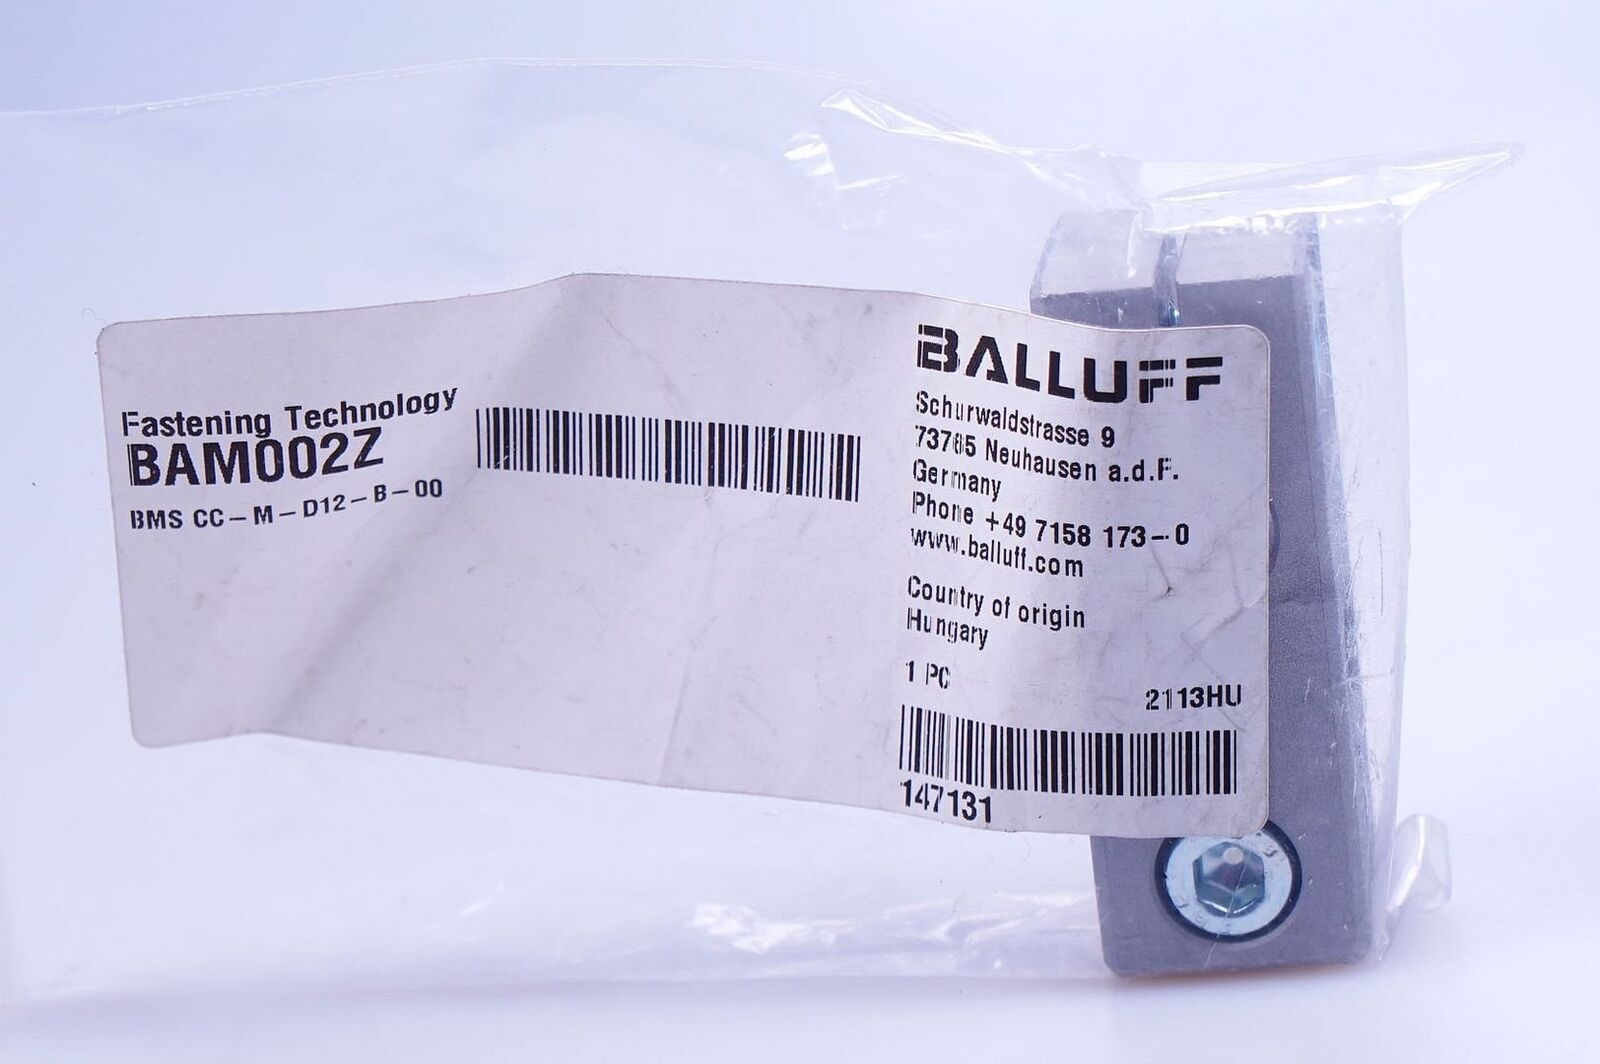 Fastening Technology
BAM002Z
BMS CC-M-D12-B-00
BALLUFF
Schurwaldstrasse 9
73765 Neuhausen a.d.F.
Germany
Phone +49 7158 173-0
www.balluff.com
Country of origin
Hungary
1 PC
2113HU
147131